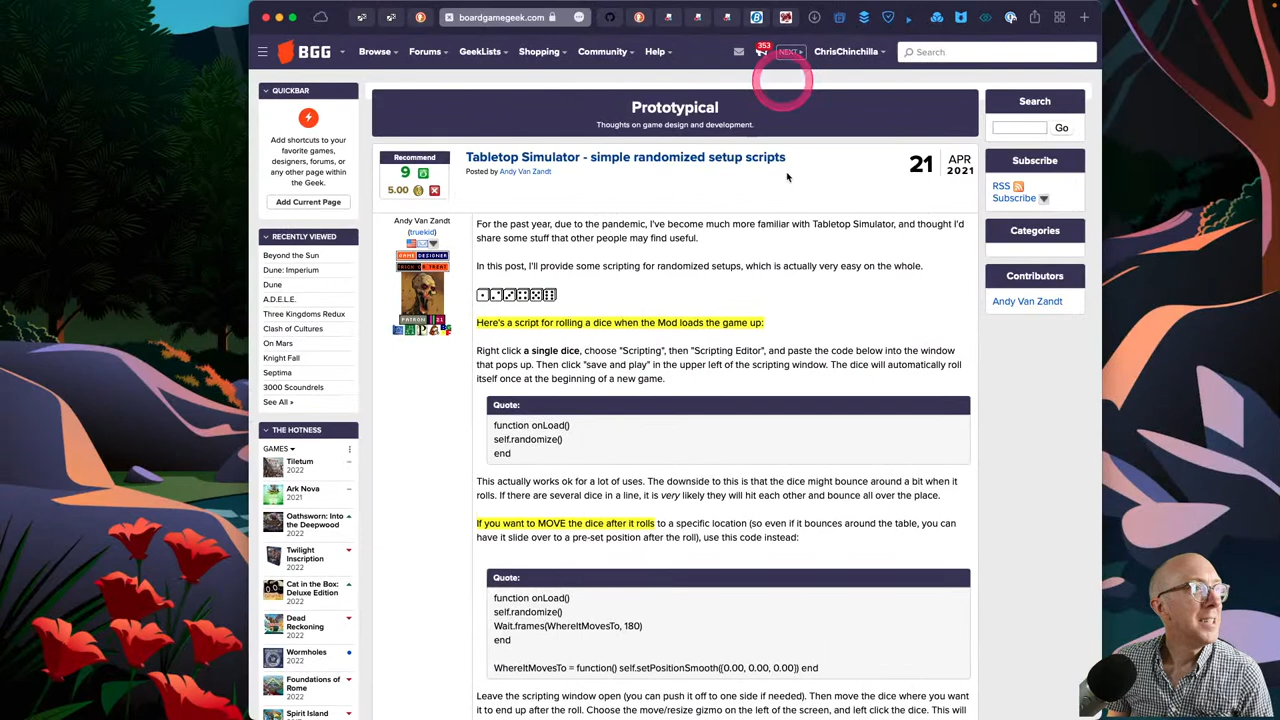 boardgamegeek.com
BGG
Browse
Forums
GeekLists
Shopping
Community
Help
353
NEXT
ChrisChinchilla
Search
QUICKBAR
Add shortcuts to your
favorite games,
designers, forums, or
any other page within
the Geek.
Add Current Page
RECENTLY VIEWED
Beyond the Sun
Dune: Imperium
Dune
A.D.E.L.E.
Three Kingdoms Redux
Clash of Cultures
On Mars
Knight Fall
Septima
3000 Scoundrels
See All »
THE HOTNESS
GAMES
Tiletum
2022
Ark Nova
2021
Oathsworn: Into
the Deepwood
2022
Twilight
Inscription
2022
Cat in the Box:
Deluxe Edition
2022
Dead
Reckoning
2022
Wormholes
2022
Foundations of
Rome
2022
Spirit Island
Prototypical
Thoughts on game design and development.
Recommend
9
5.00
Tabletop Simulator - simple randomized setup scripts
Posted by Andy Van Zandt
21
APR
2021
Andy Van Zandt
(truekid)
GAME DESIGNER
TRICK OR TREAT
PATRON 21
For the past year, due to the pandemic, I've become much more familiar with Tabletop Simulator, and thought I'd
share some stuff that other people may find useful.
In this post, I'll provide some scripting for randomized setups, which is actually very easy on the whole.
Here's a script for rolling a dice when the Mod loads the game up:
Right click a single dice, choose "Scripting", then "Scripting Editor", and paste the code below into the window
that pops up. Then click "save and play" in the upper left of the scripting window. The dice will automatically roll
itself once at the beginning of a new game.
Quote:
function onLoad()
self.randomize()
end
This actually works ok for a lot of uses. The downside to this is that the dice might bounce around a bit when it
rolls. If there are several dice in a line, it is very likely they will hit each other and bounce all over the place.
If you want to MOVE the dice after it rolls to a specific location (so even if it bounces around the table, you can
have it slide over to a pre-set position after the roll), use this code instead:
Quote:
function onLoad()
self.randomize()
Wait.frames(WhereItMovesTo, 180)
end
WhereItMovesTo = function() self.setPositionSmooth({0.00, 0.00, 0.00}) end
Leave the scripting window open (you can push it off to one side if needed). Then move the dice where you want
it to end up after the roll. Choose the move/resize gizmo on the left of the screen, and left click the dice. This will
Search
Go
Subscribe
RSS
Subscribe
Categories
Contributors
Andy Van Zandt